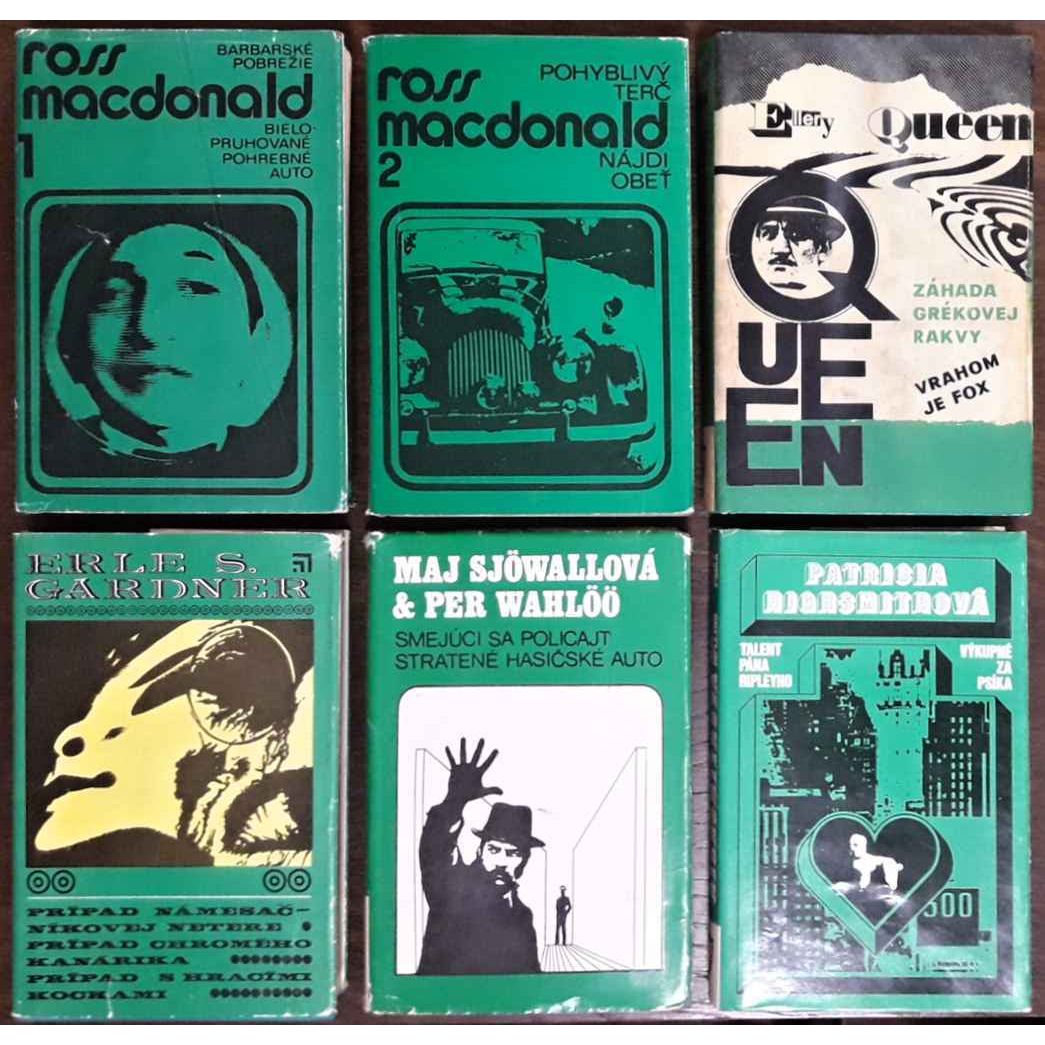 ross
macdonald
1
BARBARSKÉ
POBREŽIE
BIELO-
PRUHOVANÉ
POHREBNÉ
AUTO
ross
macdonald
2
POHYBLIVÝ
TERČ
NÁJDI
OBEŤ
Ellery Queen
QUEEN
ZÁHADA
GRÉKOVEJ
RAKVY
VRAHOM
JE FOX
ERLE S.
GARDNER
PRÍPAD NÁMESAČ-
NÍKOVEJ NETERE
PRÍPAD CHROMÉHO
KANÁRIKA
PRÍPAD S HRACÍMI
KOCKAMI
MAJ SJÖWALLOVÁ
& PER WAHLÖÖ
SMEJÚCI SA POLICAJT
STRATENÉ HASIČSKÉ AUTO
PATRICIA
HIGHSMITHOVÁ
TALENT
PÁNA
RIPLEYHO
VÝKUPNÉ
ZA
PSÍKA
500